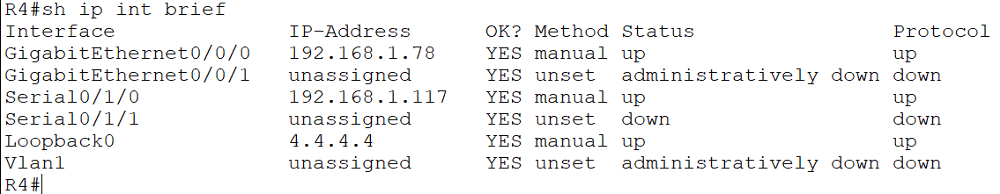 R4#sh ip int brief
Interface IP-Address OK? Method Status Protocol
GigabitEthernet0/0/0 192.168.1.78 YES manual up up
GigabitEthernet0/0/1 unassigned YES unset administratively down down
Serial0/1/0 192.168.1.117 YES manual up up
Serial0/1/1 unassigned YES unset down down
Loopback0 4.4.4.4 YES manual up up
Vlan1 unassigned YES unset administratively down down
R4#